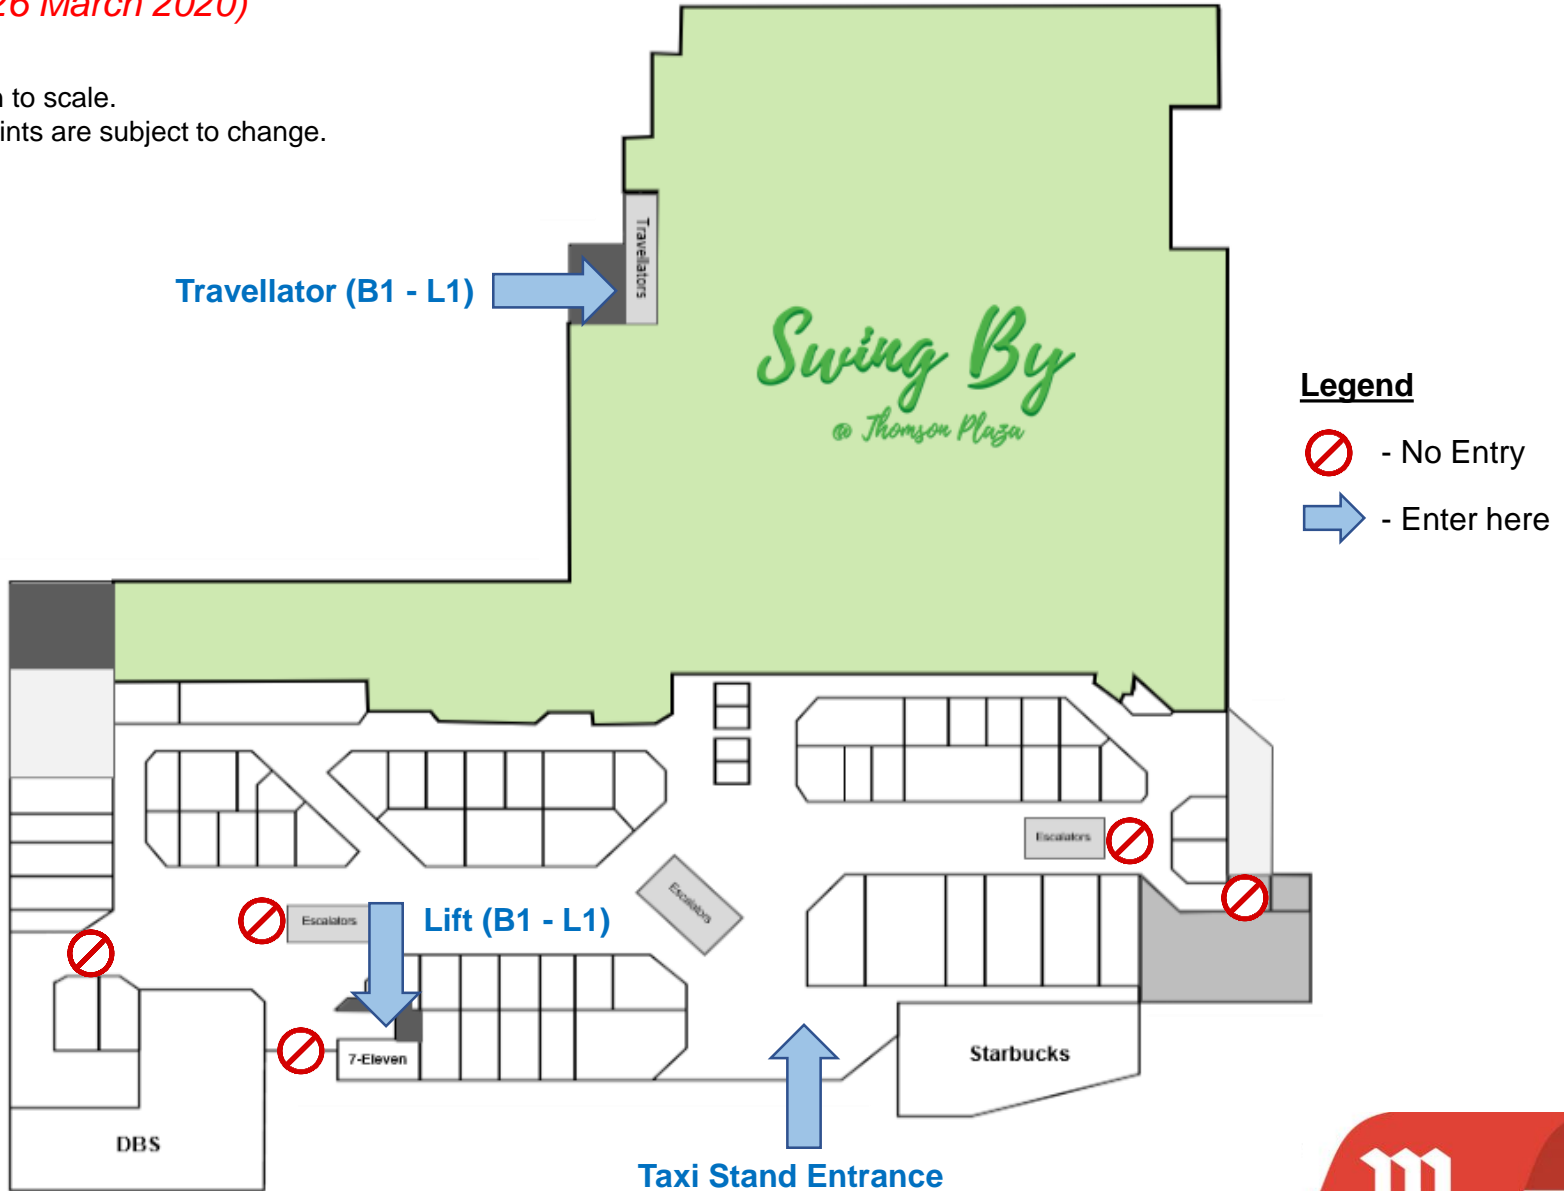 26 March 2020)
to scale.
ints are subject to change.
Travellators
Travellator (B1 - L1)
Swing By
@ Thomson Plaza
Legend
- No Entry
- Enter here
Escalators
Escalators
Escalators
Lift (B1 - L1)
7-Eleven
Starbucks
DBS
Taxi Stand Entrance